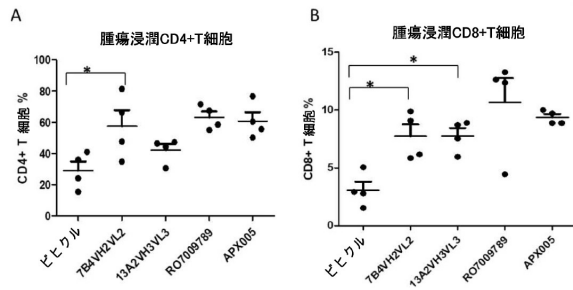 A
腫瘍浸潤CD4+T細胞
CD4+ T 細胞 %
100
80
60
40
20
0
*
ビヒクル
7B4VH2VL2
13A2VH3VL3
RO7009789
APX005
B
腫瘍浸潤CD8+T細胞
CD8+ T 細胞 %
15
10
5
0
*
*
ビヒクル
7B4VH2VL2
13A2VH3VL3
RO7009789
APX005